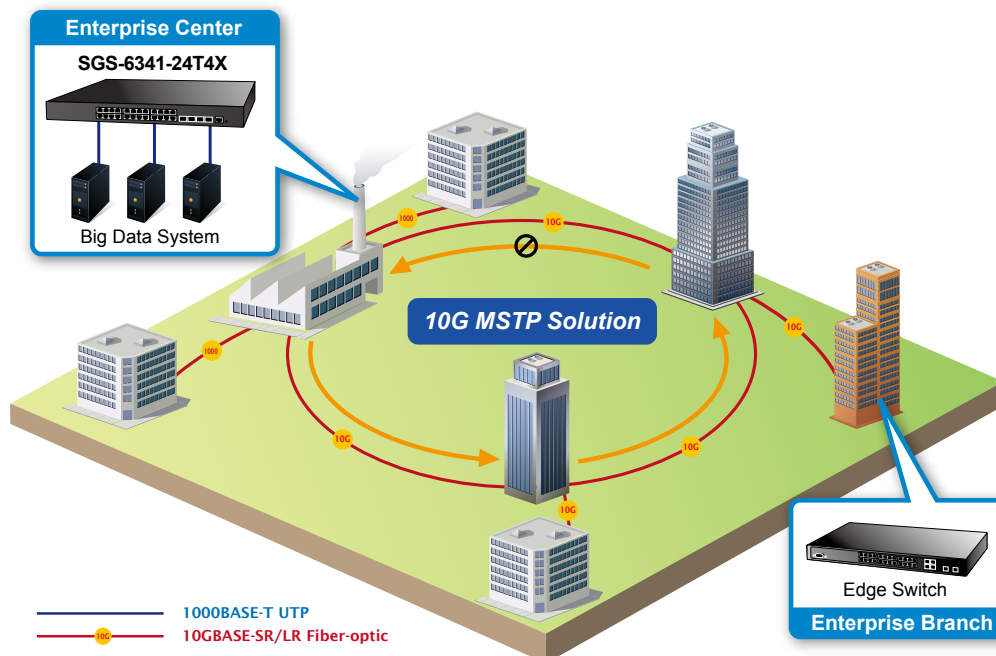 Enterprise Center
SGS-6341-24T4X
Big Data System
1000
10G
10G MSTP Solution
10G
1000
10G
10G
10G
Edge Switch
Enterprise Branch
1000BASE-T UTP
10G
10GBASE-SR/LR Fiber-optic